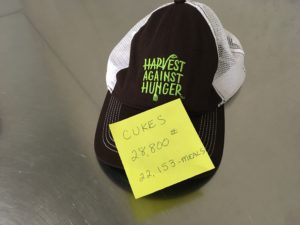 HARVEST
AGAINST
HUNGER
CUKES
28,800#
22,153-MEALS